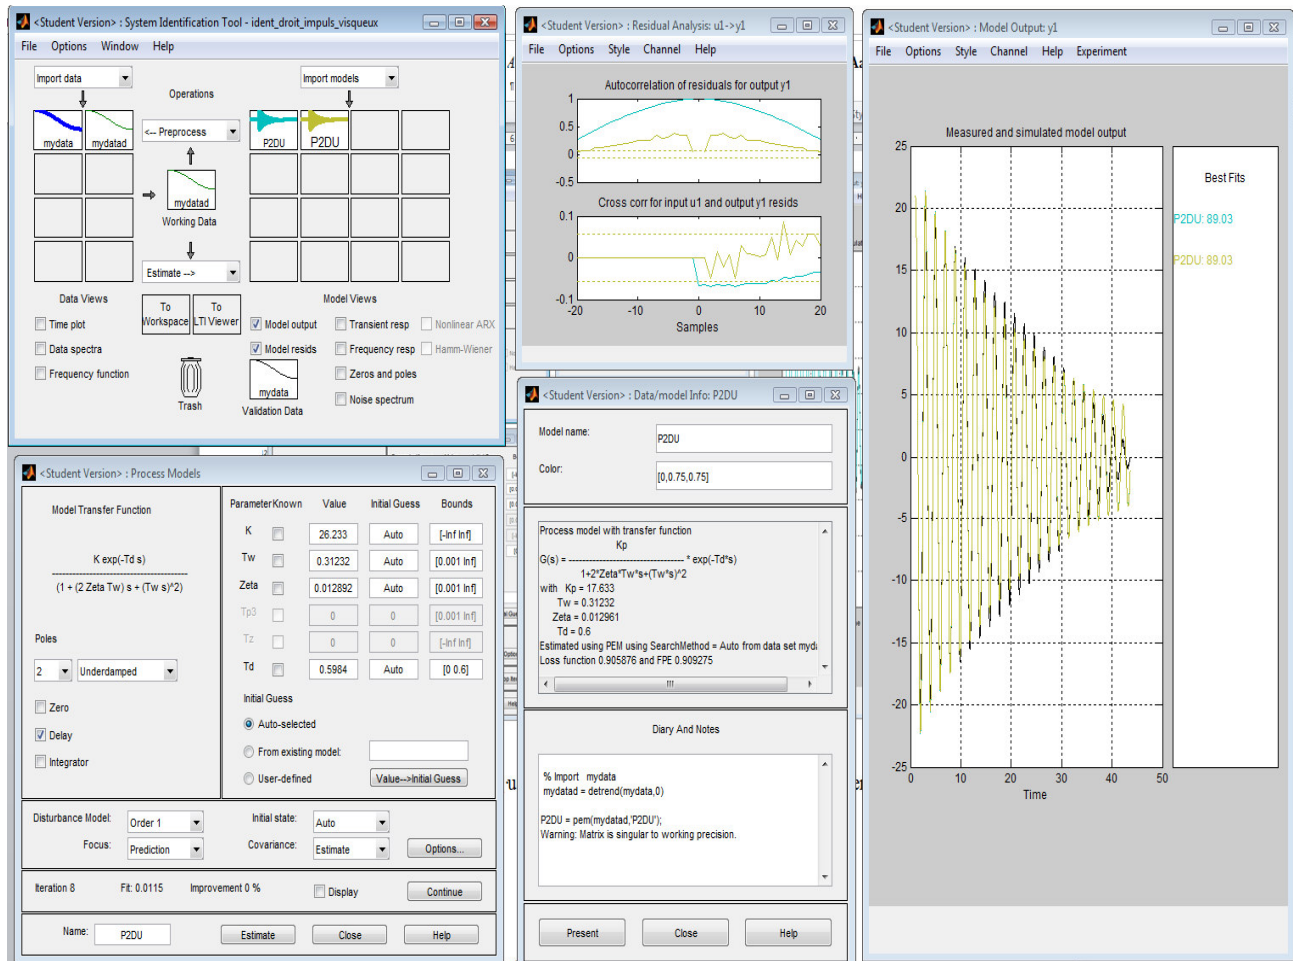 <Student Version> : System Identification Tool - ident_droit_impuls_visqueux
File Options Window Help
Import data
Operations
Import models
<-- Preprocess
mydata
mydatad
P2DU
P2DU
mydatad
Working Data
Estimate -->
Data Views
To Workspace
To LTI Viewer
Model Views
Time plot
Data spectra
Frequency function
Model output
Transient resp
Nonlinear ARX
Model resids
Frequency resp
Hamm-Wiener
Zeros and poles
Noise spectrum
Trash
mydata
Validation Data
<Student Version> : Residual Analysis: u1->y1
File Options Style Channel Help
Autocorrelation of residuals for output y1
1
0.5
0
-0.5
Cross corr for input u1 and output y1 resids
0.1
0
-0.1
-20 -10 0 10 20
Samples
<Student Version> : Model Output: y1
File Options Style Channel Help Experiment
Measured and simulated model output
25
20
15
10
5
0
-5
-10
-15
-20
-25
0 10 20 30 40 50
Time
Best Fits
P2DU: 89.03
P2DU: 89.03
<Student Version> : Process Models
Model Transfer Function
K exp(-Td s)
(1 + (2 Zeta Tw) s + (Tw s)^2)
Poles
2 Underdamped
Zero
Delay
Integrator
Parameter Known Value Initial Guess Bounds
K 26.233 Auto [-Inf Inf]
Tw 0.31232 Auto [0.001 Inf]
Zeta 0.012892 Auto [0.001 Inf]
Tp3 0 0 [0.001 Inf]
Tz 0 0 [-Inf Inf]
Td 0.5984 Auto [0 0.6]
Initial Guess
Auto-selected
From existing model:
User-defined
Value-->Initial Guess
Disturbance Model: Order 1 Initial state: Auto
Focus: Prediction Covariance: Estimate Options...
Iteration 8 Fit: 0.0115 Improvement 0 % Display Continue
Name: P2DU Estimate Close Help
<Student Version> : Data/model Info: P2DU
Model name: P2DU
Color: [0,0.75,0.75]
Process model with transfer function
Kp
G(s) = ---------------------------------- * exp(-Td*s)
1+2*Zeta*Tw*s+(Tw*s)^2
with Kp = 17.633
Tw = 0.31232
Zeta = 0.012961
Td = 0.6
Estimated using PEM using SearchMethod = Auto from data set myda
Loss function 0.905876 and FPE 0.909275
Diary And Notes
% Import mydata
mydatad = detrend(mydata,0)
P2DU = pem(mydatad,'P2DU');
Warning: Matrix is singular to working precision.
Present Close Help